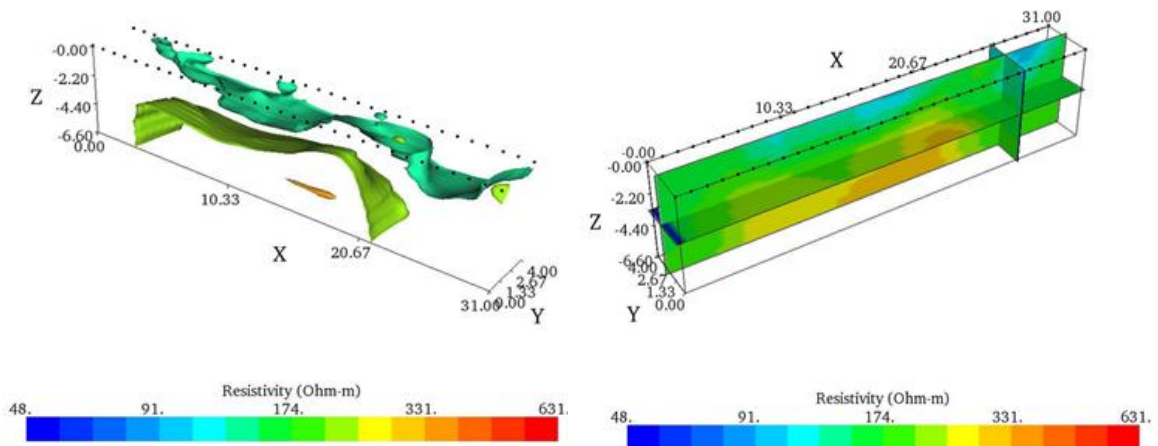 -0.00
-2.20
Z
-4.40
-6.60
0.00
10.33
X
20.67
31.00
0.00
1.33
2.67
4.00
Y
Resistivity (Ohm-m)
48. 91. 174. 331. 631.
31.00
X
20.67
10.33
-0.00
-0.00
-2.20
Z
-4.40
-6.60
4.00
2.67
1.33
0.00
Y
Resistivity (Ohm-m)
48. 91. 174. 331. 631.